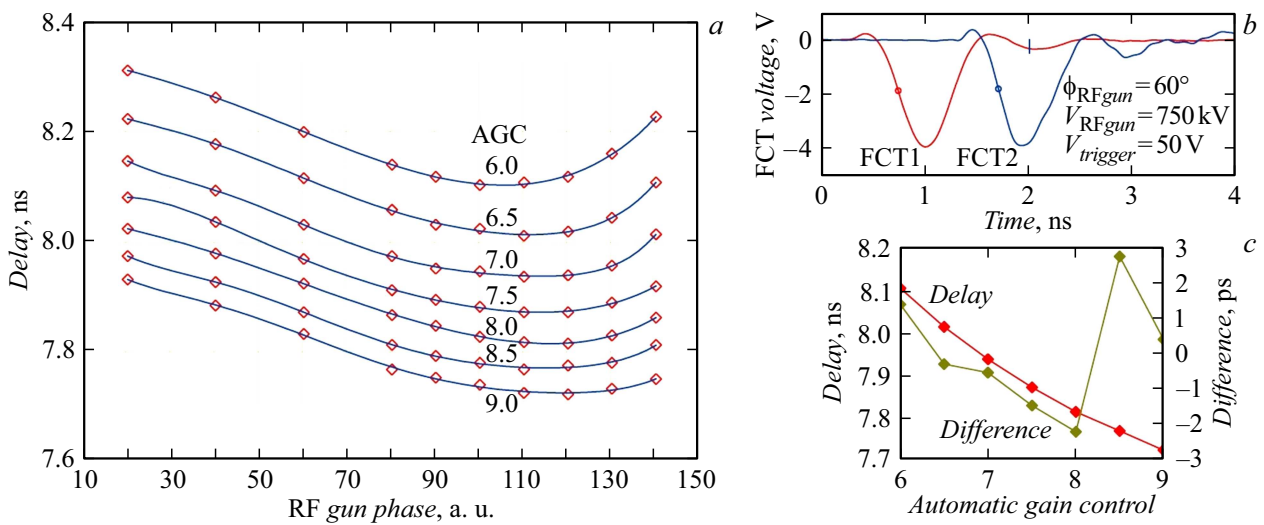 a
8.4
8.2
8.0
7.8
7.6
Delay, ns
AGC
6.0
6.5
7.0
7.5
8.0
8.5
9.0
10 30 50 70 90 110 130 150
RF gun phase, a. u.
b
0
−2
−4
FCT voltage, V
ϕRFgun = 60°
VRFgun = 750 kV
Vtrigger = 50 V
FCT1 FCT2
0 1 2 3 4
Time, ns
c
8.2
8.1
8.0
7.9
7.8
7.7
Delay, ns
Delay
Difference
3
2
1
0
−1
−2
−3
Difference, ps
6 7 8 9
Automatic gain control